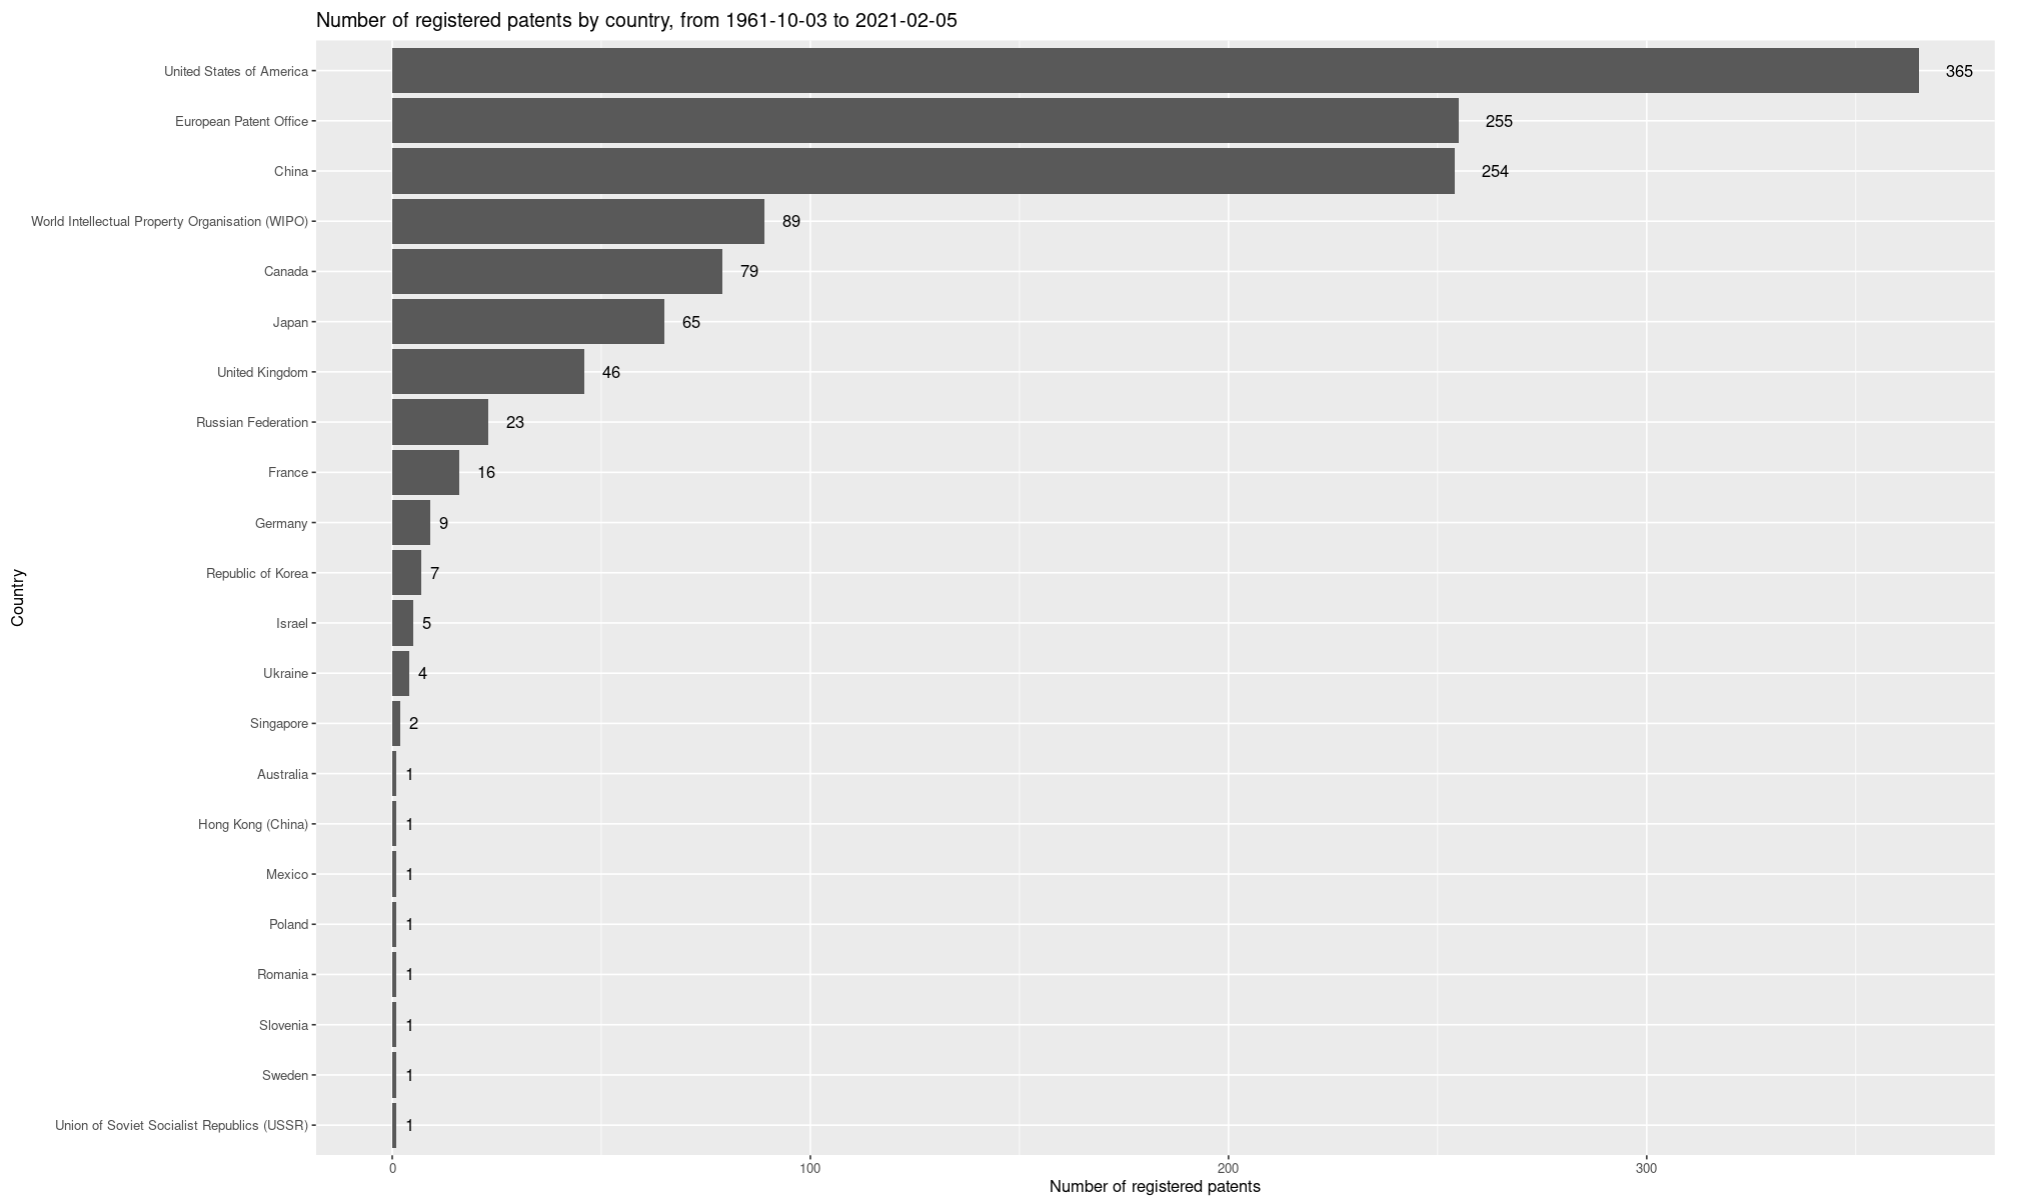 Number of registered patents by country, from 1961-10-03 to 2021-02-05
United States of America 365
European Patent Office 255
China 254
World Intellectual Property Organisation (WIPO) 89
Canada 79
Japan 65
United Kingdom 46
Russian Federation 23
France 16
Germany 9
Republic of Korea 7
Israel 5
Ukraine 4
Singapore 2
Australia 1
Hong Kong (China) 1
Mexico 1
Poland 1
Romania 1
Slovenia 1
Sweden 1
Union of Soviet Socialist Republics (USSR) 1
Country
0 100 200 300
Number of registered patents